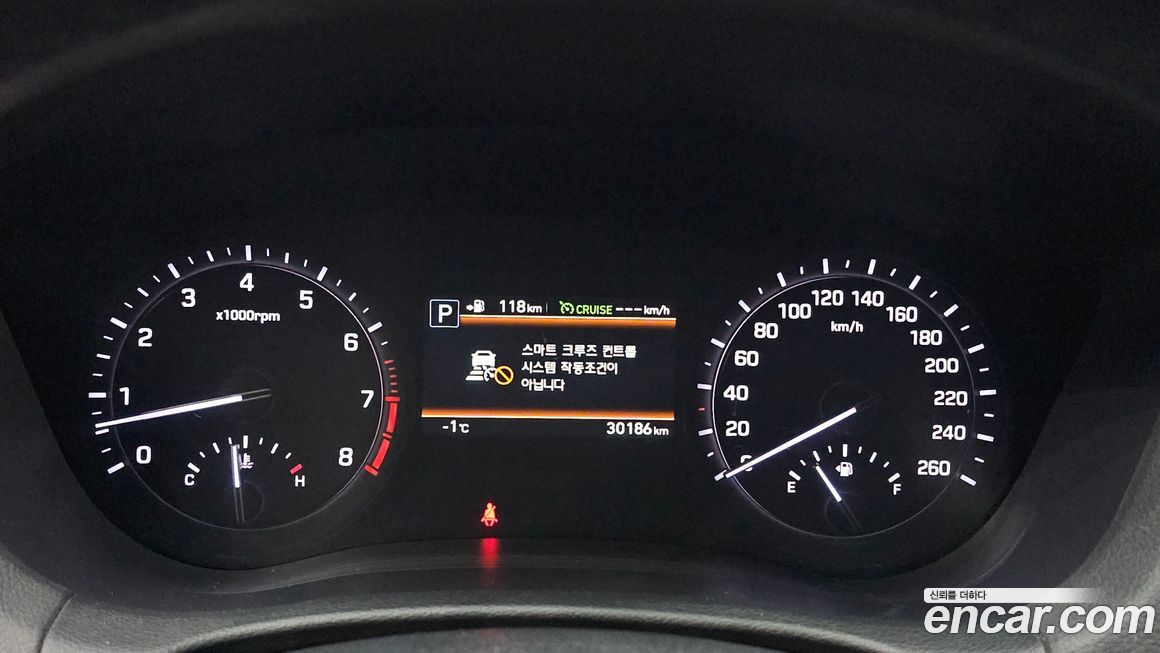 0
1
2
3
4
5
6
7
8
x1000rpm
C
H
P
118km
CRUISE ---km/h
스마트 크루즈 컨트롤
시스템 작동조건이
아닙니다
-1℃
30186km
0
20
40
60
80
100
120
140
160
180
200
220
240
260
km/h
E
F
신뢰를 더하다
encar.com